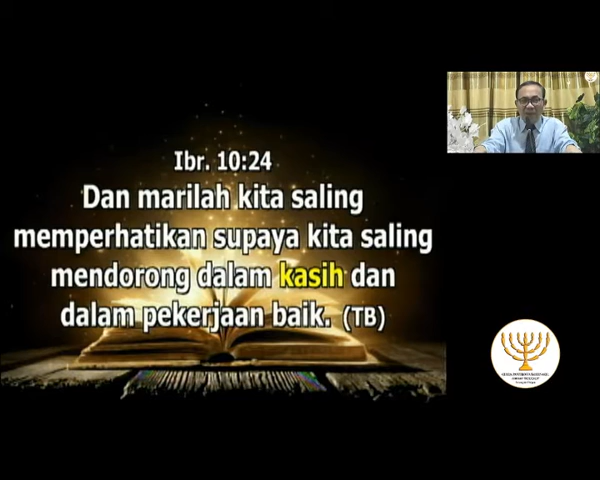 Ibr. 10:24
Dan marilah kita saling
memperhatikan supaya kita saling
mendorong dalam kasih dan
dalam pekerjaan baik. (TB)